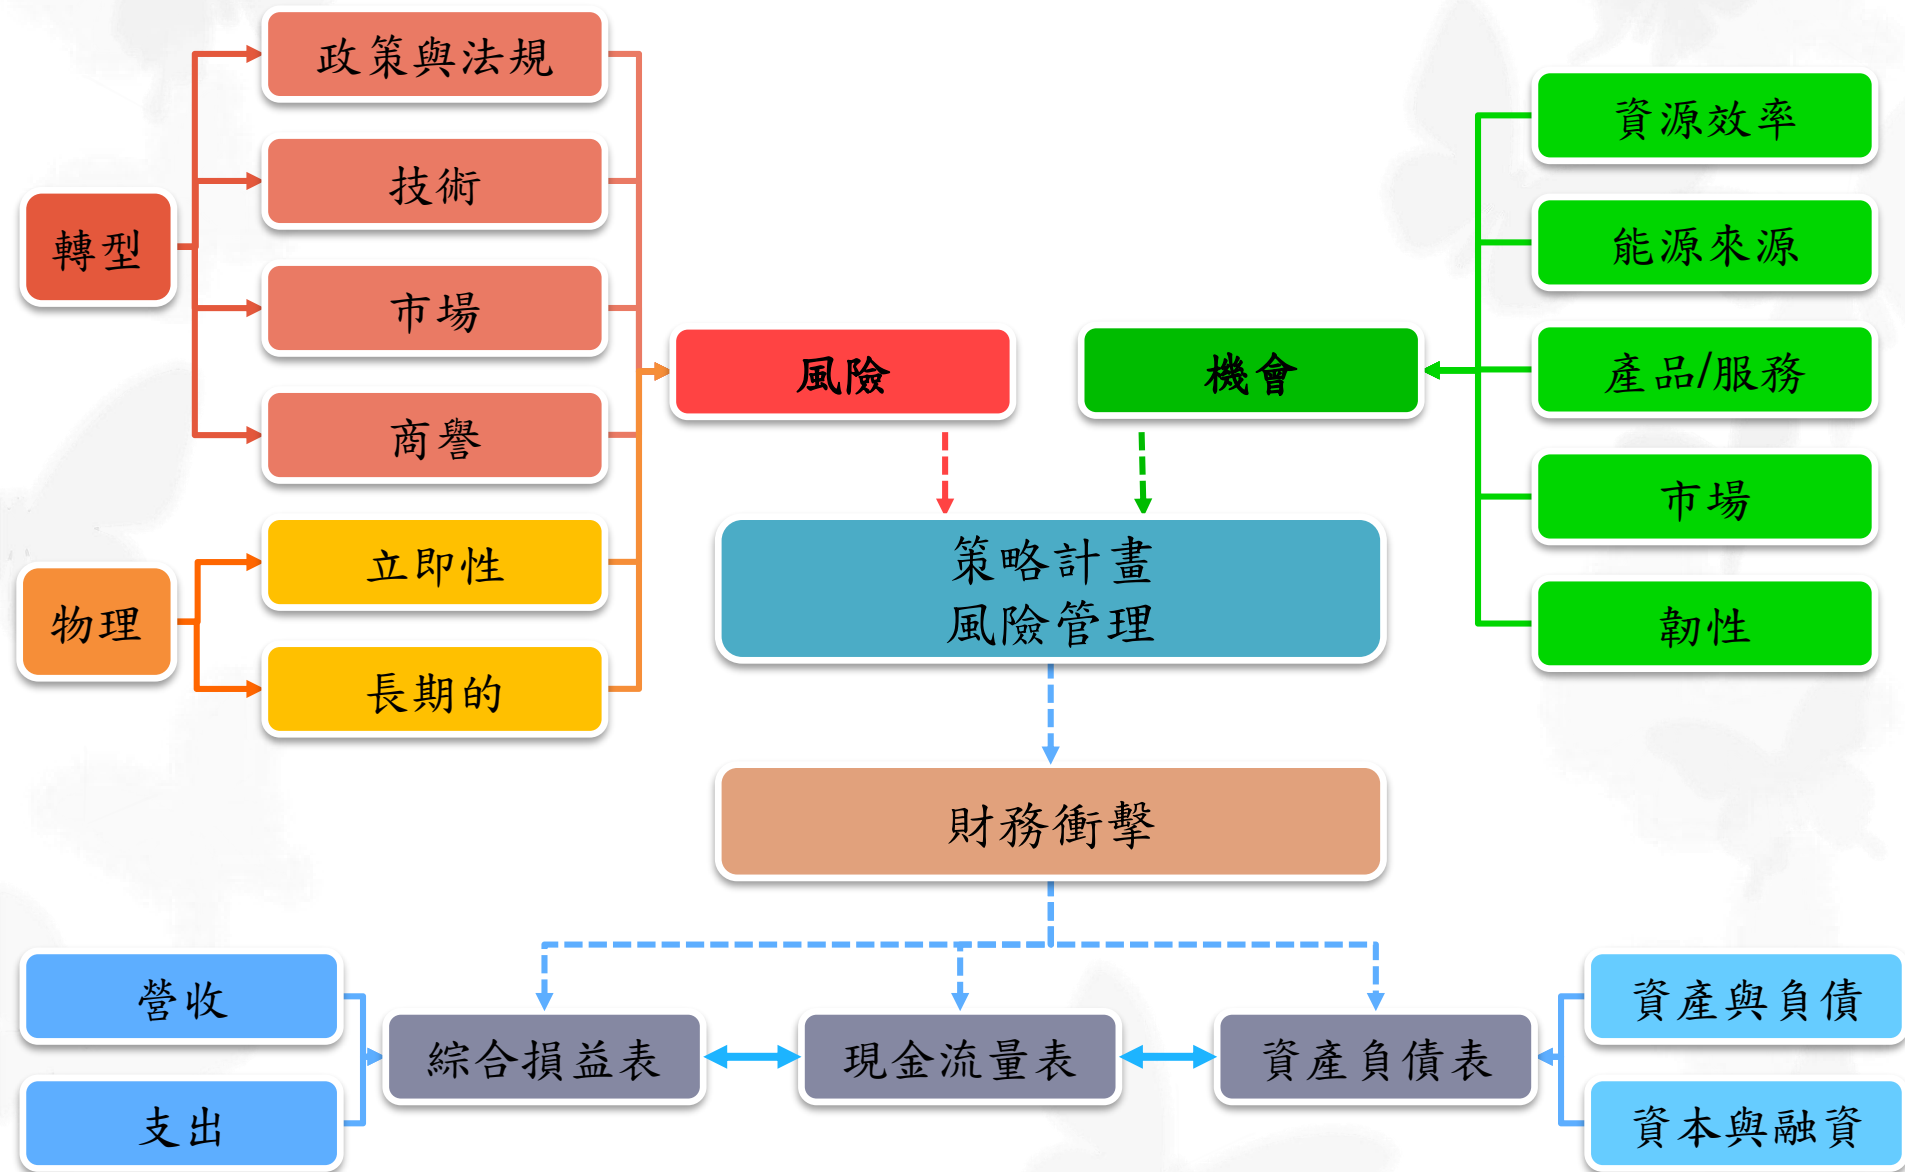 政策與法規
技術
轉型
市場
商譽
立即性
物理
長期的
風險
機會
資源效率
能源來源
產品/服務
市場
韌性
策略計畫
風險管理
財務衝擊
營收
支出
綜合損益表
現金流量表
資產負債表
資產與負債
資本與融資